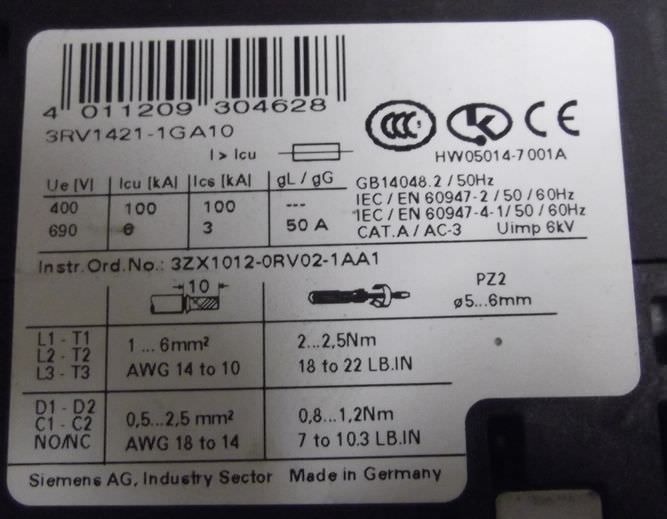 4 011209 304628
3RV1421-1GA10
CCC K CE
I > Icu HW05014-7001A
Ue [V] Icu [kA] Ics [kA] gL / gG GB14048.2 / 50Hz
400 100 100 --- IEC / EN 60947-2 / 50 / 60Hz
IEC / EN 60947-4-1/ 50 / 60Hz
690 6 3 50 A CAT.A / AC-3 Uimp 6kV
Instr.Ord.No.: 3ZX1012-0RV02-1AA1
10 PZ2
ø5...6mm
L1 - T1
L2 - T2
L3 - T3
1 ... 6mm²
AWG 14 to 10
2 ... 2,5Nm
18 to 22 LB.IN
D1 - D2
C1 - C2
NO/NC
0,5...2,5 mm²
AWG 18 to 14
0,8...1,2Nm
7 to 10.3 LB.IN
Siemens AG, Industry Sector Made in Germany